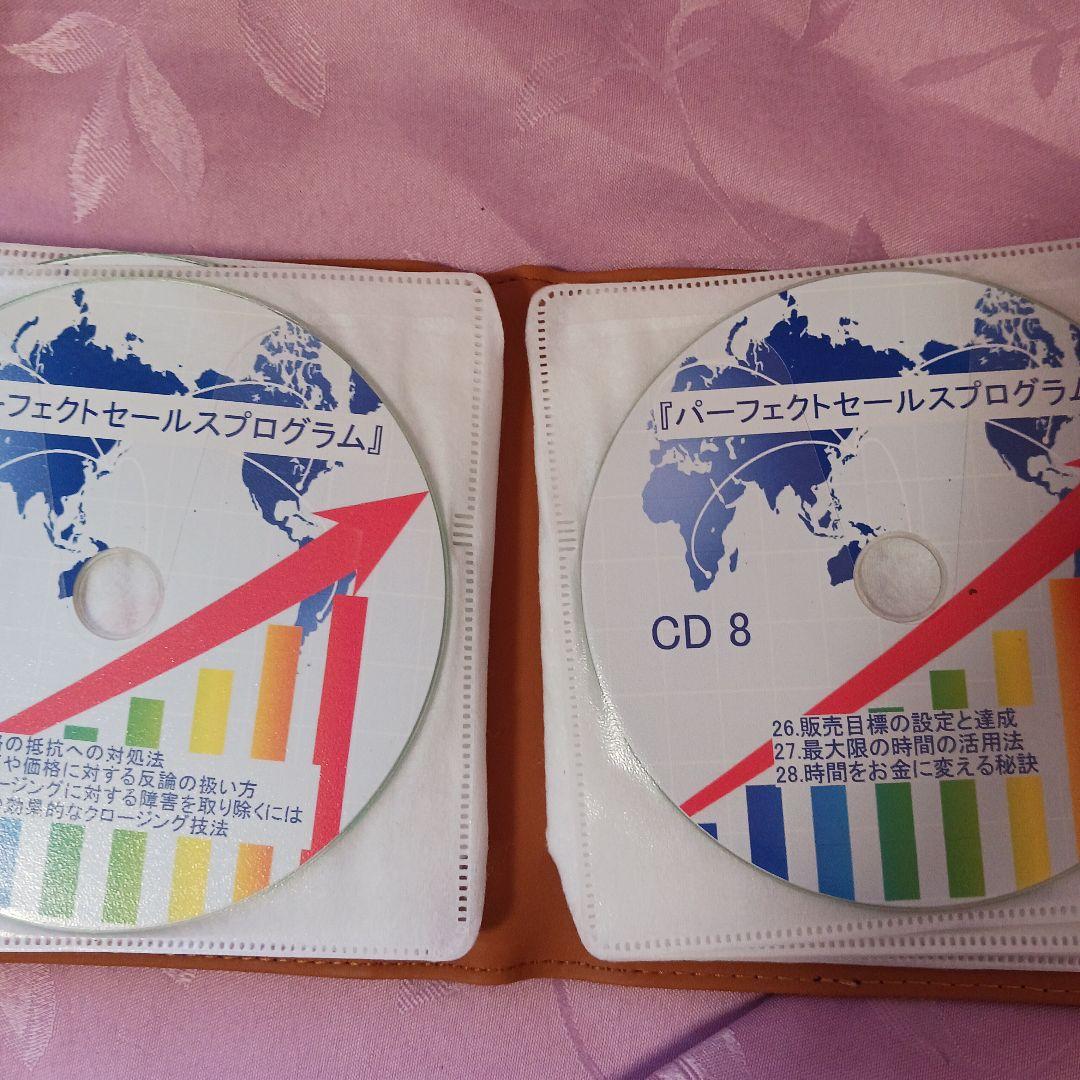 ーフェクトセールスプログラム』
の抵抗への対処法
や価格に対する反論の扱い方
ージングに対する障害を取り除くには
効果的なクロージング技法
『パーフェクトセールスプログラム
CD 8
26.販売目標の設定と達成
27.最大限の時間の活用法
28.時間をお金に変える秘訣